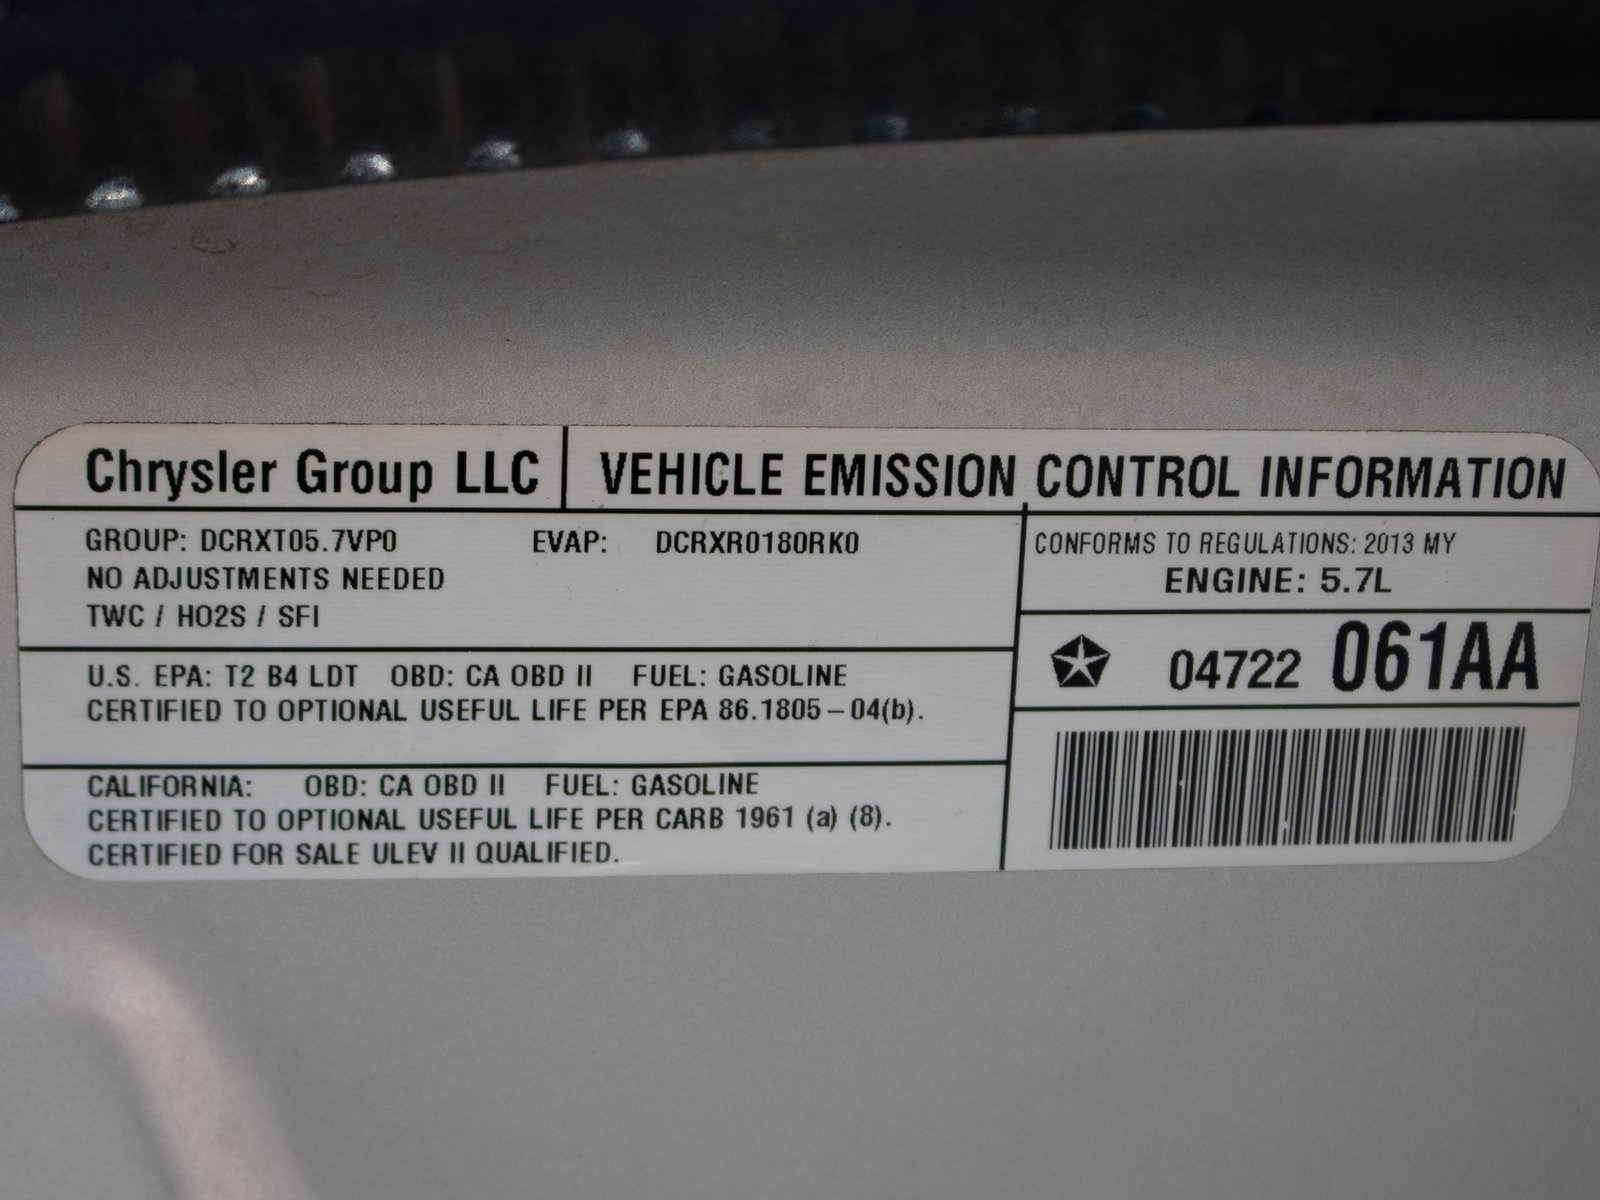 Chrysler Group LLC VEHICLE EMISSION CONTROL INFORMATION
GROUP: DCRXT05.7VP0 EVAP: DCRXR0180RK0
NO ADJUSTMENTS NEEDED
TWC / HO2S / SFI
U.S. EPA: T2 B4 LDT OBD: CA OBD II FUEL: GASOLINE
CERTIFIED TO OPTIONAL USEFUL LIFE PER EPA 86.1805–04(b).
CALIFORNIA: OBD: CA OBD II FUEL: GASOLINE
CERTIFIED TO OPTIONAL USEFUL LIFE PER CARB 1961 (a) (8).
CERTIFIED FOR SALE ULEV II QUALIFIED.
CONFORMS TO REGULATIONS: 2013 MY
ENGINE: 5.7L
04722 061AA